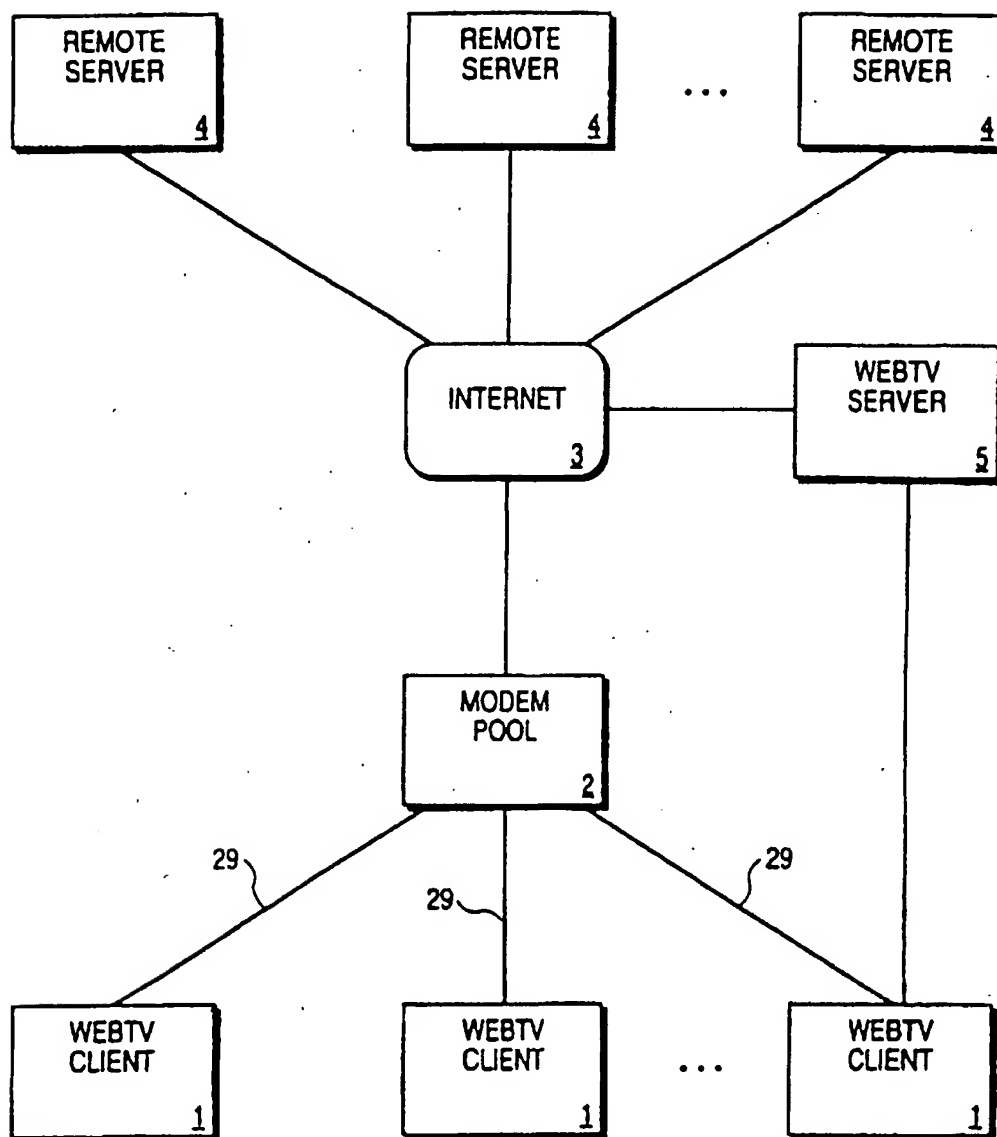 REMOTE
SERVER
4
REMOTE
SERVER
4
...
REMOTE
SERVER
4
INTERNET
3
WEBTV
SERVER
5
MODEM
POOL
2
29
29
29
WEBTV
CLIENT
1
WEBTV
CLIENT
1
...
WEBTV
CLIENT
1